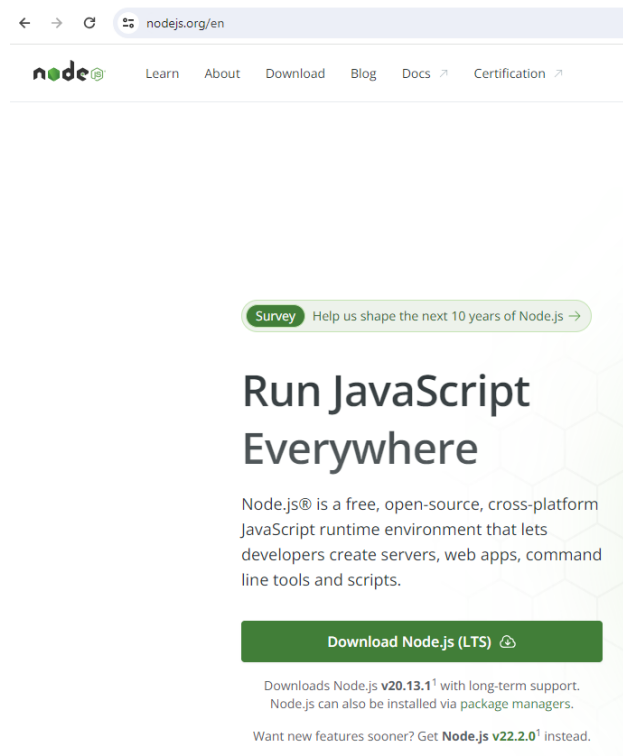 nodejs.org/en
node JS
Learn About Download Blog Docs Certification
Survey Help us shape the next 10 years of Node.js →
Run JavaScript
Everywhere
Node.js® is a free, open-source, cross-platform
JavaScript runtime environment that lets
developers create servers, web apps, command
line tools and scripts.
Download Node.js (LTS)
Downloads Node.js v20.13.1¹ with long-term support.
Node.js can also be installed via package managers.
Want new features sooner? Get Node.js v22.2.0¹ instead.